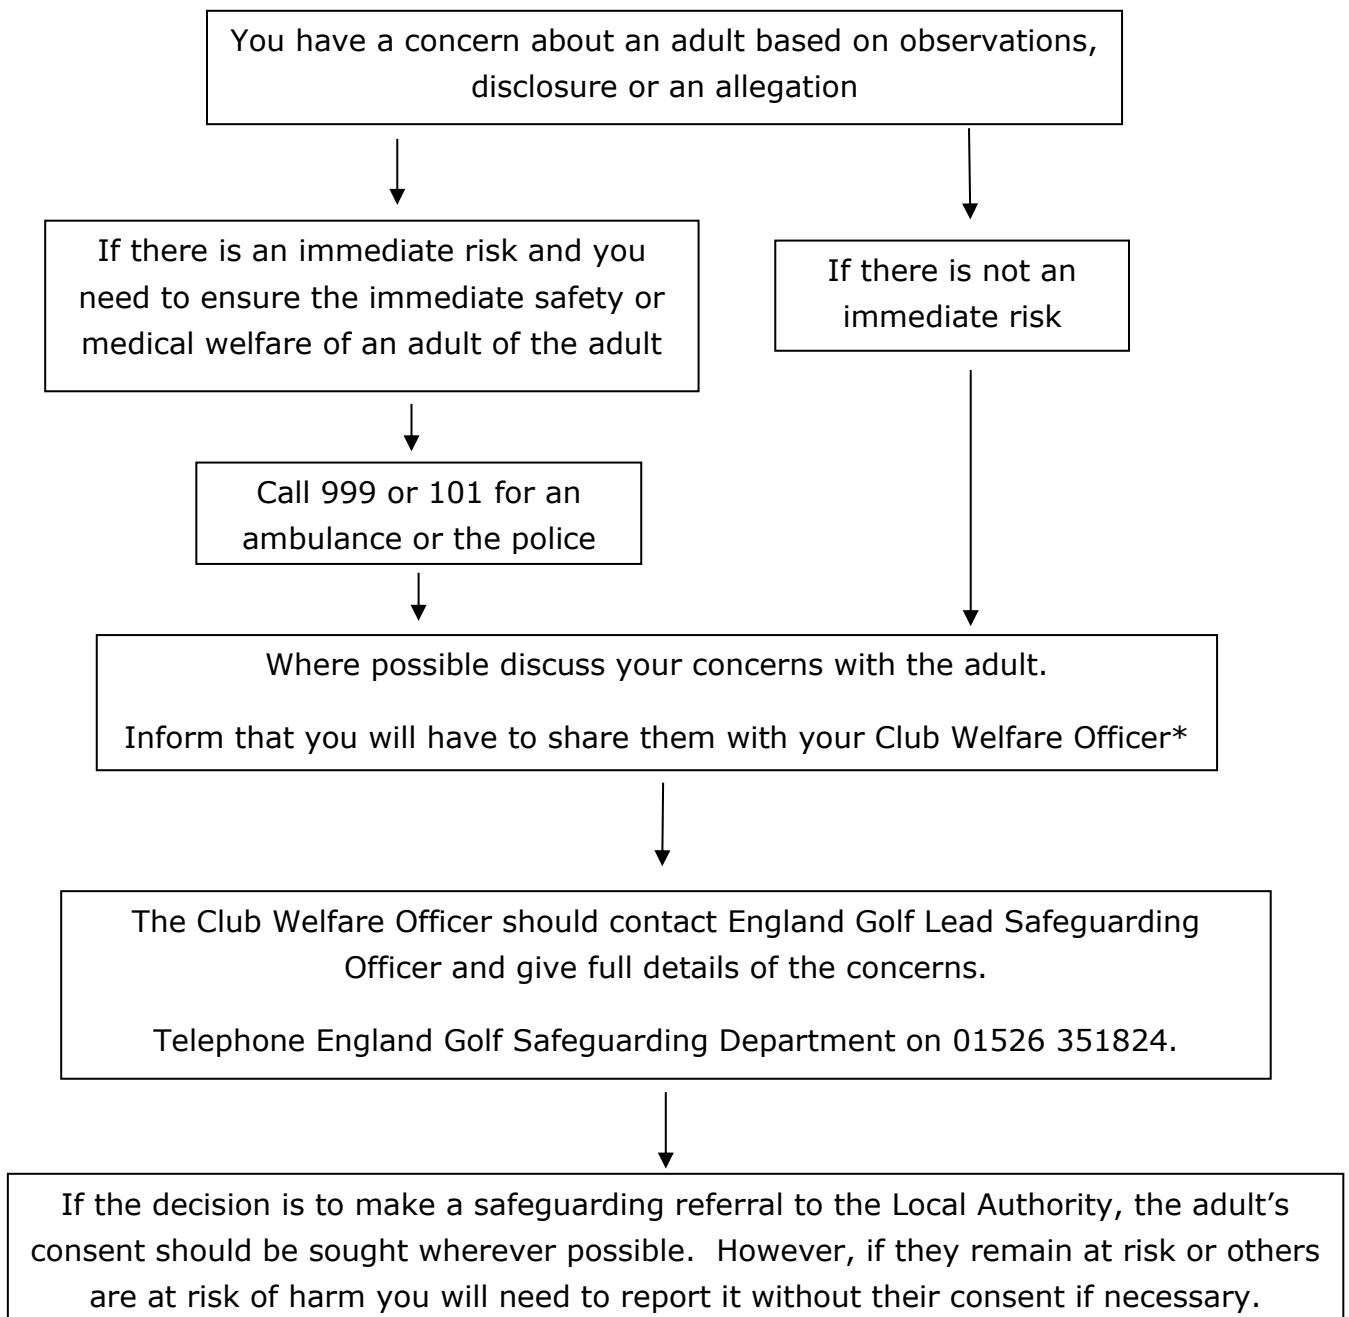 You have a concern about an adult based on observations,
disclosure or an allegation
If there is an immediate risk and you
need to ensure the immediate safety or
medical welfare of an adult of the adult
If there is not an
immediate risk
Call 999 or 101 for an
ambulance or the police
Where possible discuss your concerns with the adult.
Inform that you will have to share them with your Club Welfare Officer*
The Club Welfare Officer should contact England Golf Lead Safeguarding
Officer and give full details of the concerns.
Telephone England Golf Safeguarding Department on 01526 351824.
If the decision is to make a safeguarding referral to the Local Authority, the adult’s
consent should be sought wherever possible.  However, if they remain at risk or others
are at risk of harm you will need to report it without their consent if necessary.